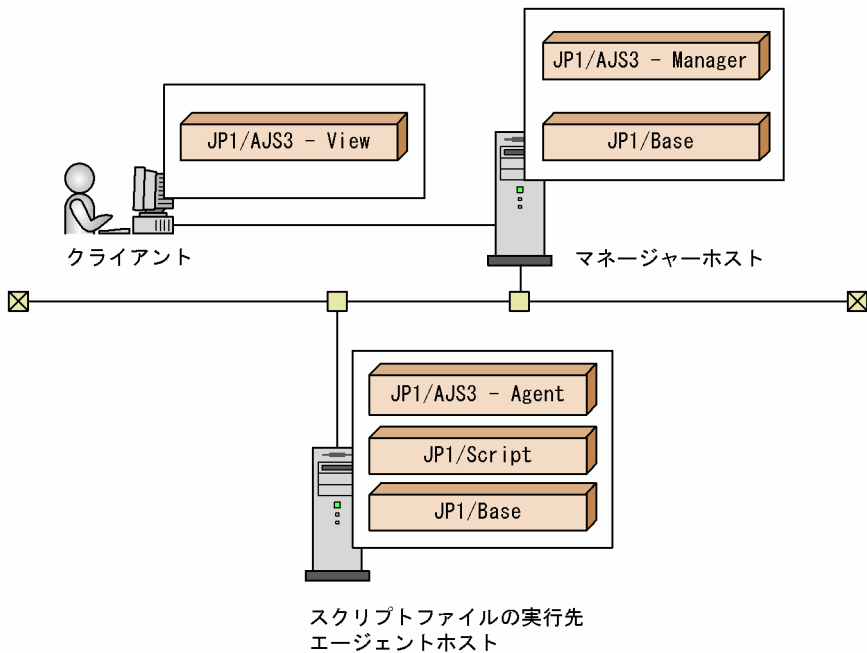 JP1/AJS3 - Manager
JP1/Base
JP1/AJS3 - View
クライアント
マネージャーホスト
JP1/AJS3 - Agent
JP1/Script
JP1/Base
スクリプトファイルの実行先
エージェントホスト